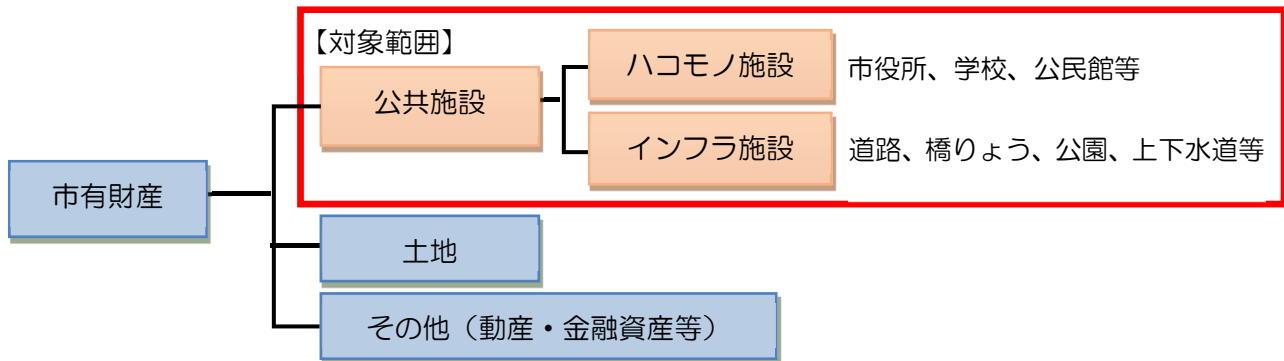 【対象範囲】
公共施設
ハコモノ施設
市役所、学校、公民館等
インフラ施設
道路、橋りょう、公園、上下水道等
市有財産
土地
その他（動産・金融資産等）